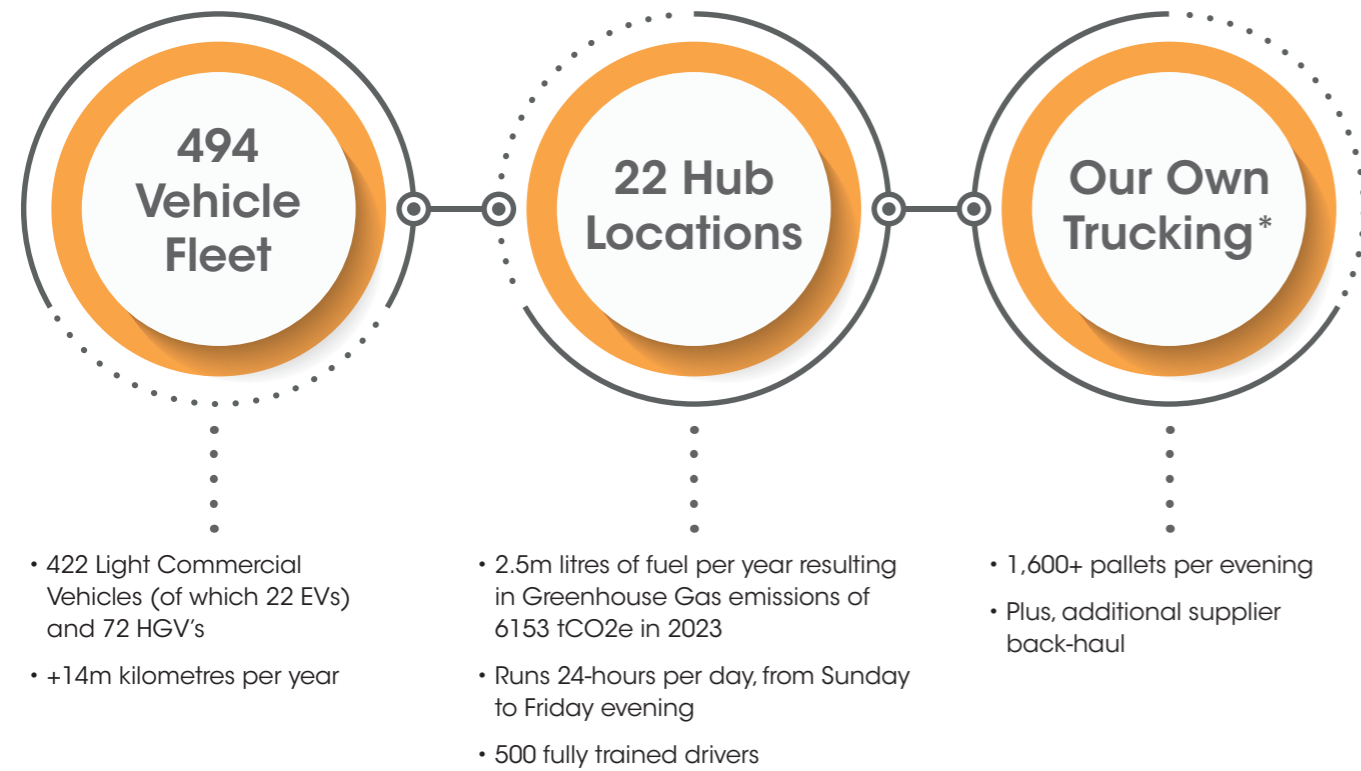 494
Vehicle
Fleet
22 Hub
Locations
Our Own
Trucking*
• 422 Light Commercial
Vehicles (of which 22 EVs)
and 72 HGV’s
• +14m kilometres per year
• 2.5m litres of fuel per year resulting
in Greenhouse Gas emissions of
6153 tCO2e in 2023
• Runs 24-hours per day, from Sunday
to Friday evening
• 500 fully trained drivers
• 1,600+ pallets per evening
• Plus, additional supplier
back-haul